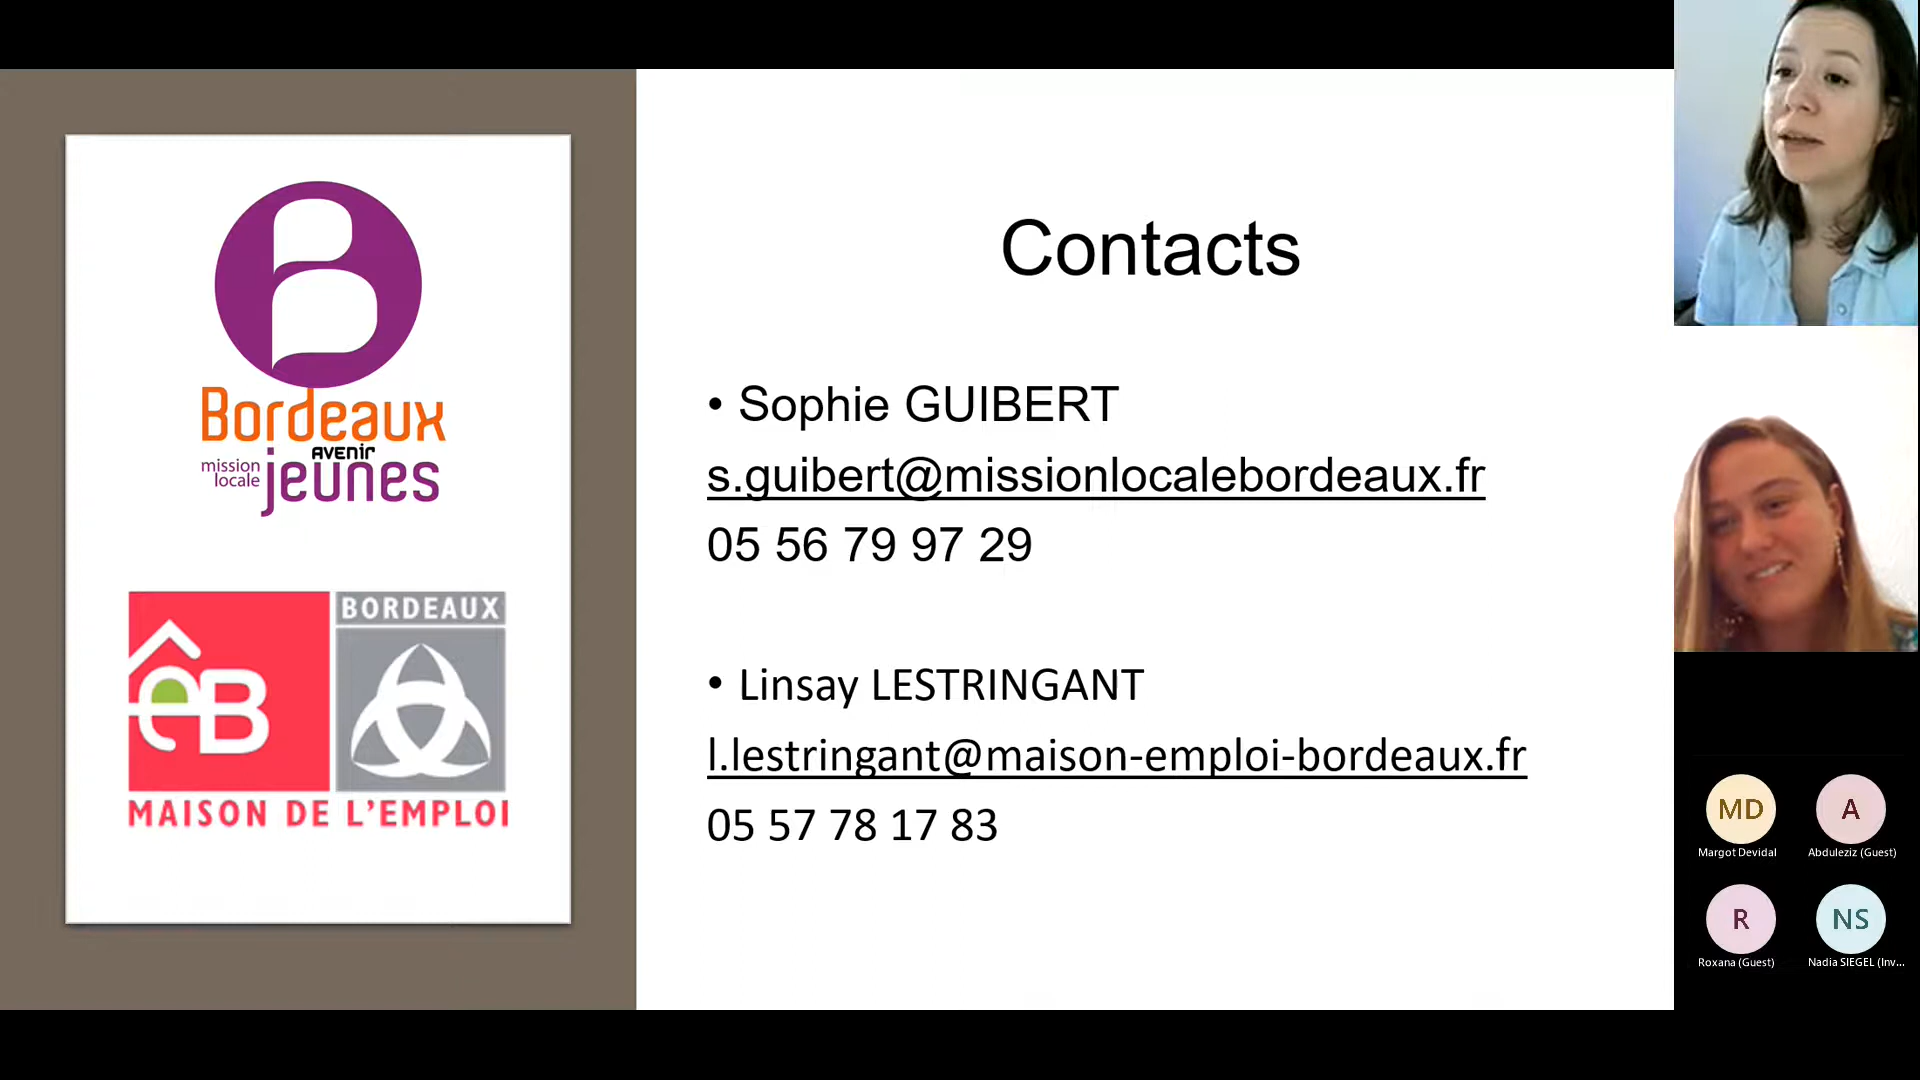 Bordeaux
AVENIR
mission locale
jeunes
BORDEAUX
êB
MAISON DE L'EMPLOI
Contacts
• Sophie GUIBERT
s.guibert@missionlocalebordeaux.fr
05 56 79 97 29
• Linsay LESTRINGANT
l.lestringant@maison-emploi-bordeaux.fr
05 57 78 17 83
MD
A
Margot Devidal
Abduleziz (Guest)
R
NS
Roxana (Guest)
Nadia SIEGEL (Inv...